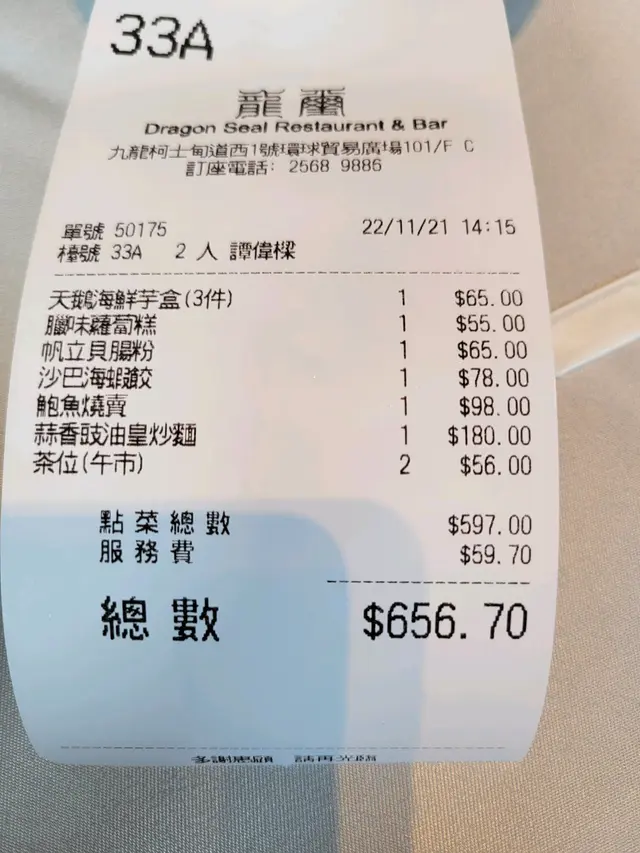 33A
龍璽
Dragon Seal Restaurant & Bar
九龍柯士甸道西1號環球貿易廣場101/F C
訂座電話: 2568 9886
單號 50175 22/11/21 14:15
檯號 33A 2 人 譚偉樑
天鵝海鮮芋盒(3件) 1 $65.00
臘味蘿蔔糕 1 $55.00
帆立貝腸粉 1 $65.00
沙巴海蝦餃 1 $78.00
鮑魚燒賣 1 $98.00
蒜香豉油皇炒麵 1 $180.00
茶位(午市) 2 $56.00
點菜總數 $597.00
服務費 $59.70
總數 $656.70